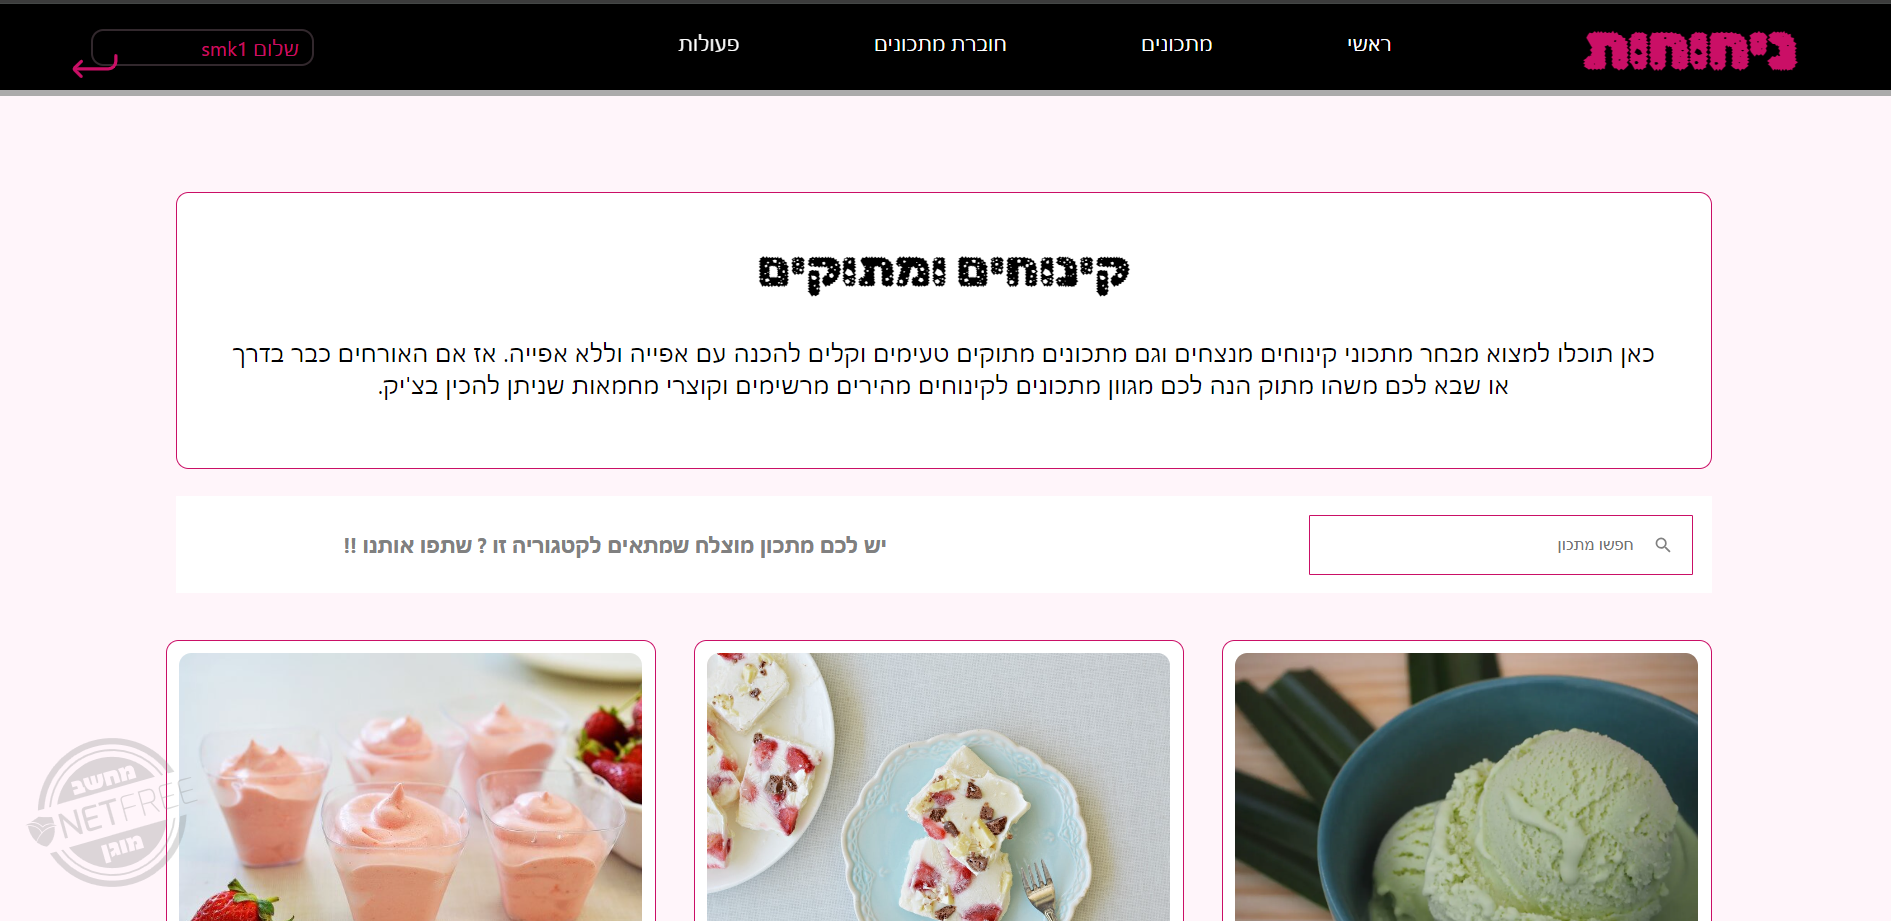 ניחוחות
ראשי
מתכונים
חוברת מתכונים
פעולות
שלום smk1
קינוחים ומתוקים
כאן תוכלו למצוא מבחר מתכוני קינוחים מנצחים וגם מתכונים מתוקים טעימים וקלים להכנה עם אפייה וללא אפייה. אז אם האורחים כבר בדרך
או שבא לכם משהו מתוק הנה לכם מגוון מתכונים לקינוחים מהירים מרשימים וקוצרי מחמאות שניתן להכין בצ'יק.
חפשו מתכון
יש לכם מתכון מוצלח שמתאים לקטגוריה זו ? שתפו אותנו !!
מחשב
NETFREE
מוגן